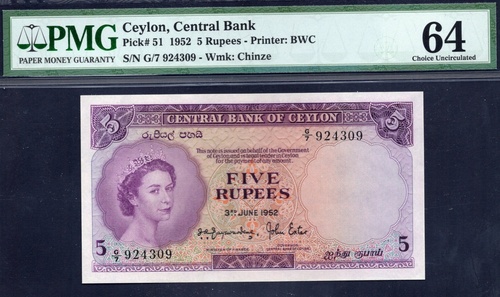 PMG
PAPER MONEY GUARANTY
Ceylon, Central Bank
Pick# 51 1952 5 Rupees - Printer: BWC
S/N G/7 924309 - Wmk: Chinze
64
Choice Uncirculated
CENTRAL BANK OF CEYLON
රුපියල් පහයි
5
G/7 924309
This note is issued on behalf of the Government
of Ceylon and is legal tender in Ceylon
for the payment of any amount.
FIVE
RUPEES
3RD JUNE 1952
John Exter
5 G/7 924309
ஐந்து ரூபாய் 5